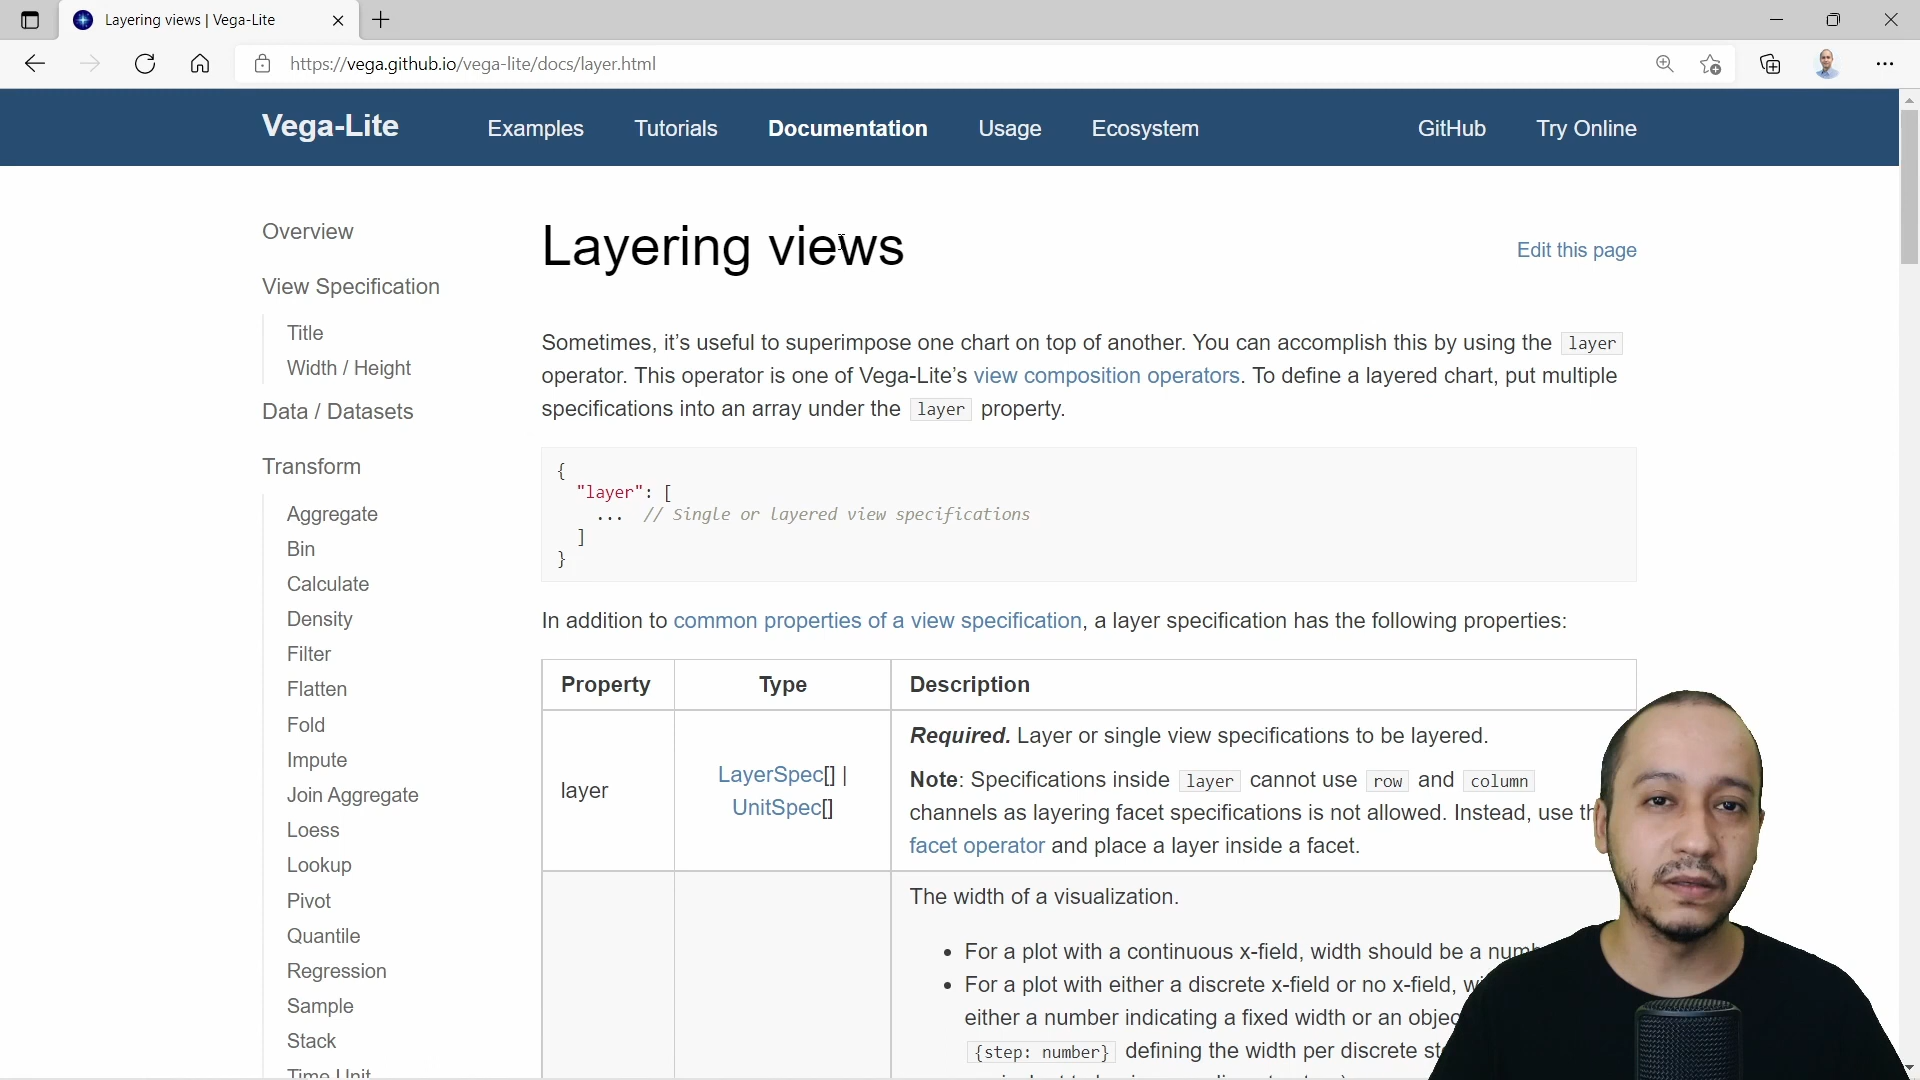 Layering views | Vega-Lite
https://vega.github.io/vega-lite/docs/layer.html
Vega-Lite
Examples
Tutorials
Documentation
Usage
Ecosystem
GitHub
Try Online
Overview
View Specification
Title
Width / Height
Data / Datasets
Transform
Aggregate
Bin
Calculate
Density
Filter
Flatten
Fold
Impute
Join Aggregate
Loess
Lookup
Pivot
Quantile
Regression
Sample
Stack
Time Unit
Layering views
Edit this page
Sometimes, it’s useful to superimpose one chart on top of another. You can accomplish this by using the layer
operator. This operator is one of Vega-Lite’s view composition operators. To define a layered chart, put multiple
specifications into an array under the layer property.
{
"layer": [
... // Single or layered view specifications
]
}
In addition to common properties of a view specification, a layer specification has the following properties:
Property
Type
Description
layer
LayerSpec[] |
UnitSpec[]
Required. Layer or single view specifications to be layered.
Note: Specifications inside layer cannot use row and column
channels as layering facet specifications is not allowed. Instead, use
facet operator and place a layer inside a facet.
The width of a visualization.
• For a plot with a continuous x-field, width should be a
• For a plot with either a discrete x-field or no x-field,
either a number indicating a fixed width or an
{step: number} defining the width per discrete